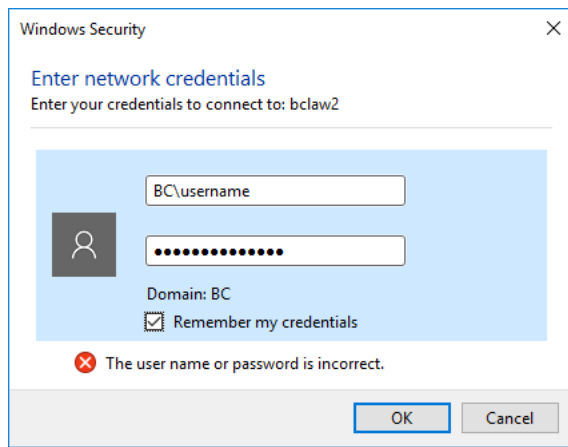 Windows Security
Enter network credentials
Enter your credentials to connect to: bclaw2
BC\username
••••••••••••••
Domain: BC
Remember my credentials
The user name or password is incorrect.
OK
Cancel